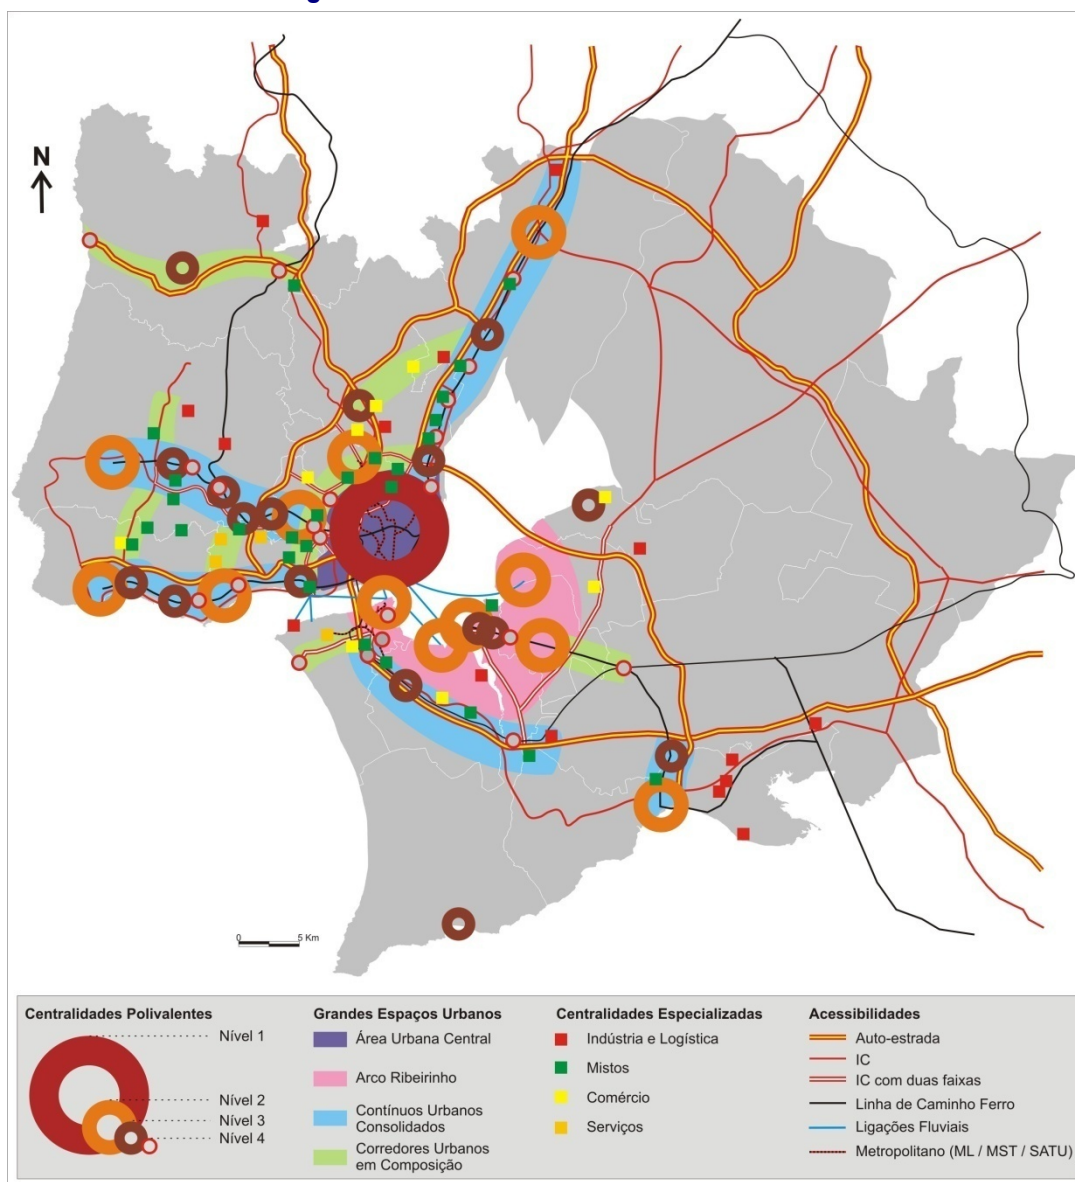 N
0 5 Km
Centralidades Polivalentes
Nível 1
Nível 2
Nível 3
Nível 4
Grandes Espaços Urbanos
Área Urbana Central
Arco Ribeirinho
Contínuos Urbanos
Consolidados
Corredores Urbanos
em Composição
Centralidades Especializadas
Indústria e Logística
Mistos
Comércio
Serviços
Acessibilidades
Auto-estrada
IC
IC com duas faixas
Linha de Caminho Ferro
Ligações Fluviais
Metropolitano (ML / MST / SATU)